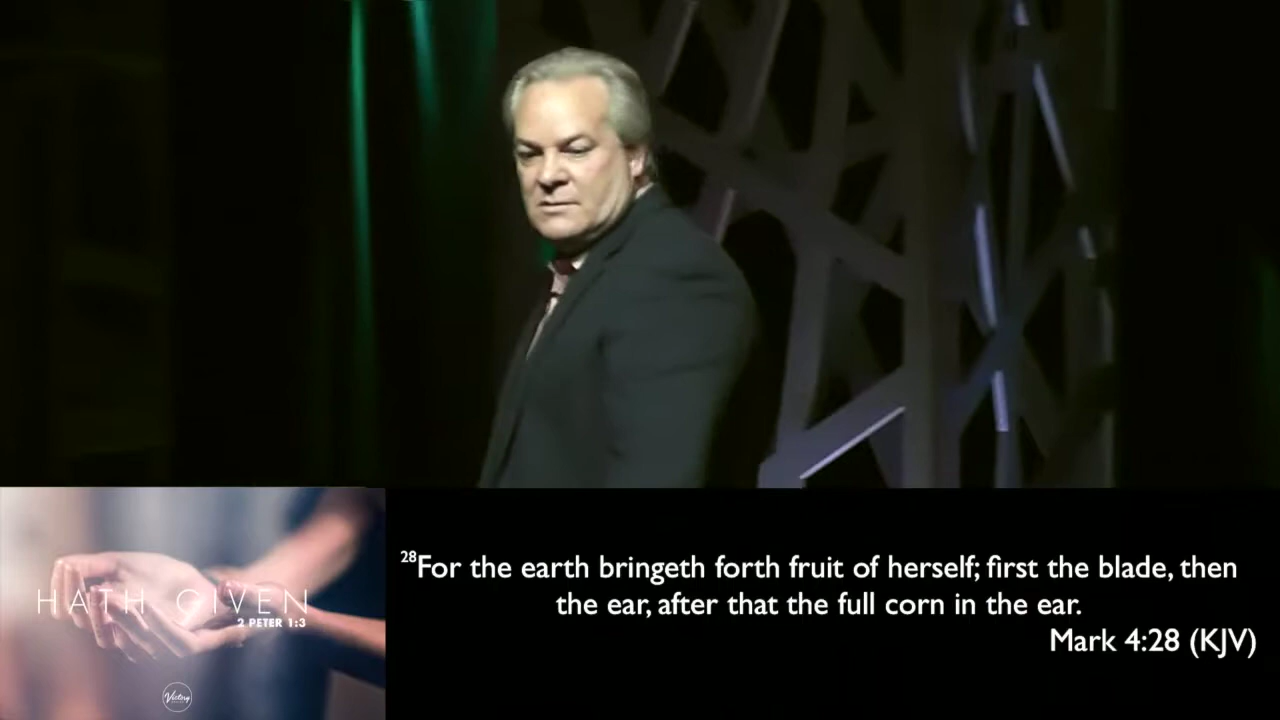 HATH GIVEN
2 PETER 1:3
Victory
28For the earth bringeth forth fruit of herself; first the blade, then
the ear, after that the full corn in the ear.
Mark 4:28 (KJV)